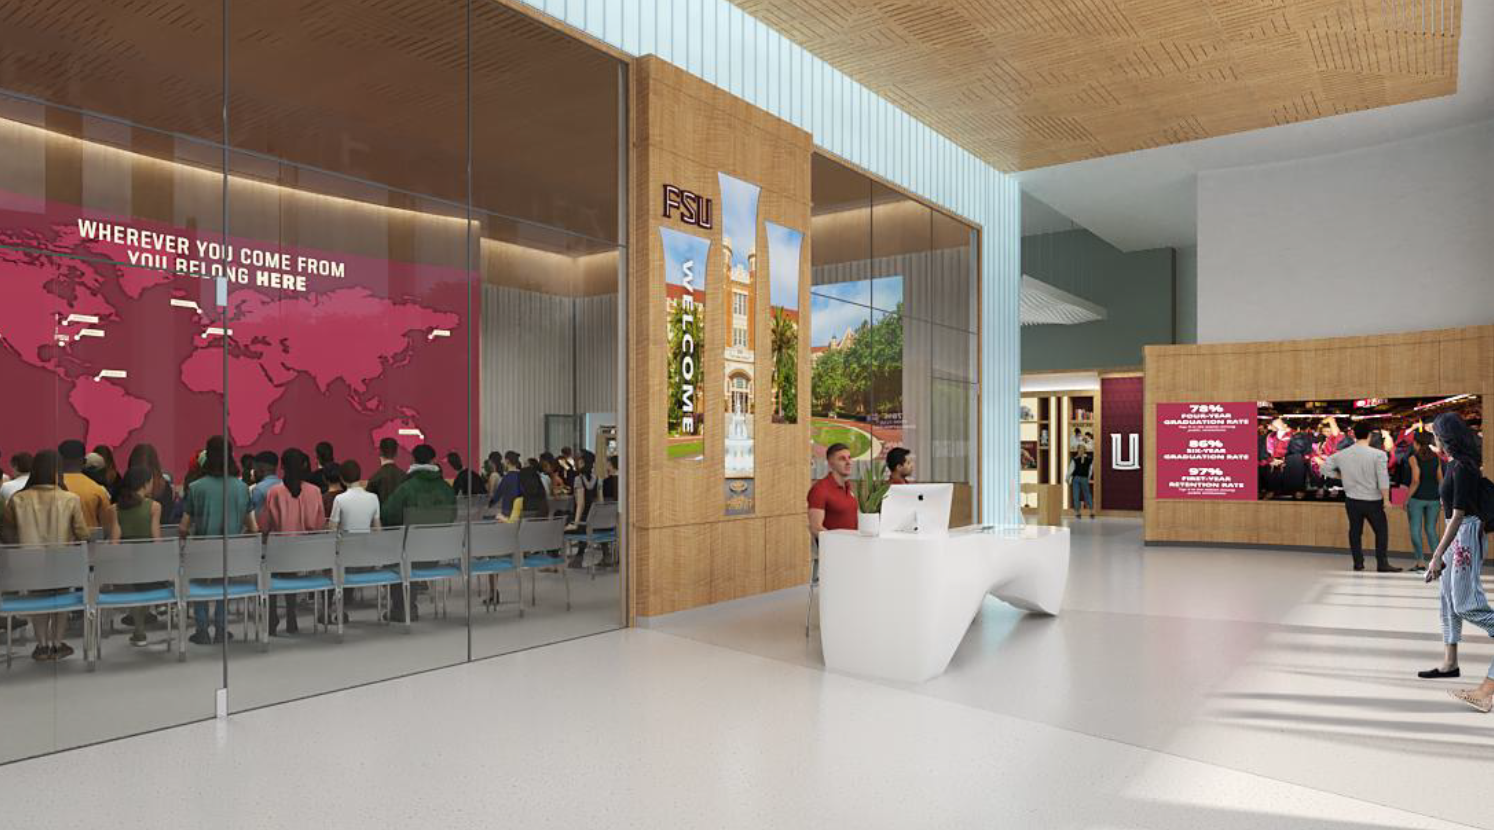 WHEREVER YOU COME FROM
YOU BELONG HERE
FSU
WELCOME
78%
FOUR-YEAR
GRADUATION RATE
86%
SIX-YEAR
GRADUATION RATE
97%
FIRST-YEAR
RETENTION RATE
U